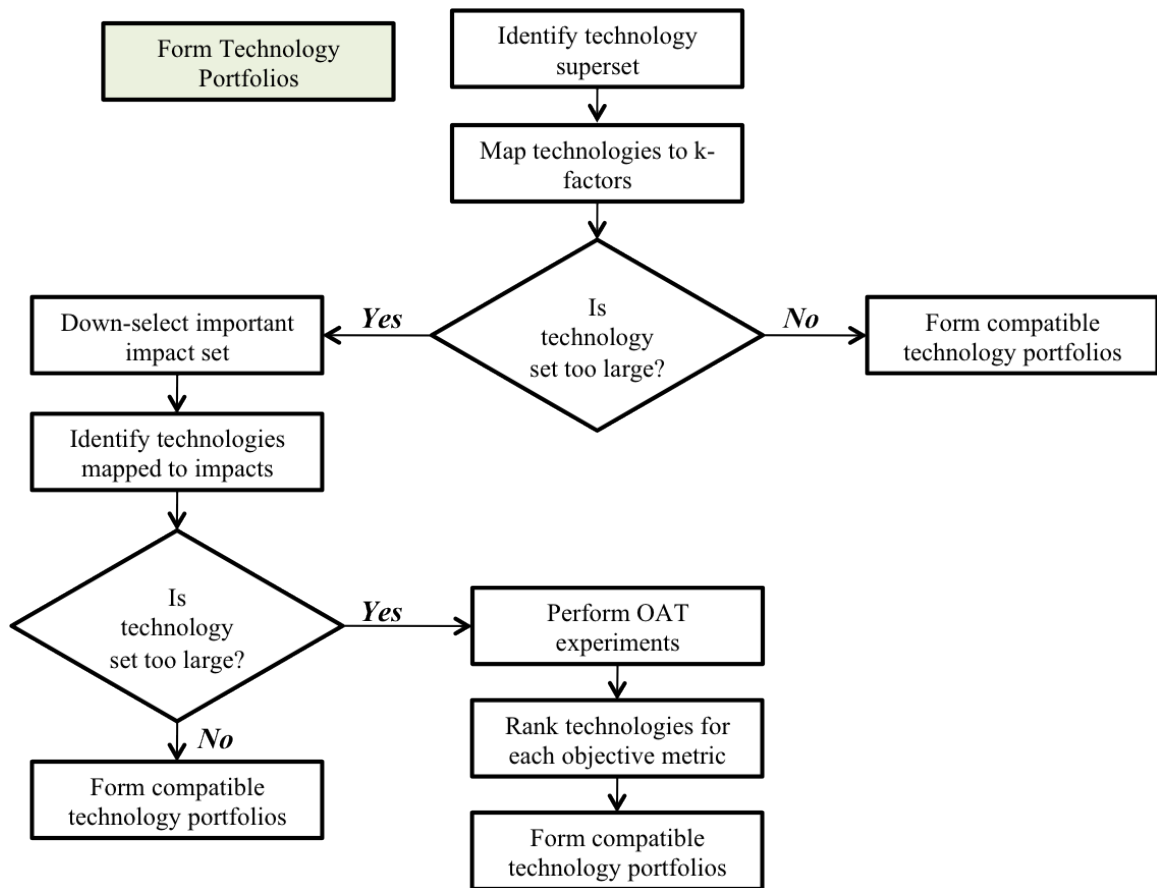 Form Technology
Portfolios
Identify technology
superset
Map technologies to k-
factors
Is
technology
set too large?
Yes
No
Down-select important
impact set
Form compatible
technology portfolios
Identify technologies
mapped to impacts
Is
technology
set too large?
Yes
No
Perform OAT
experiments
Rank technologies for
each objective metric
Form compatible
technology portfolios
Form compatible
technology portfolios